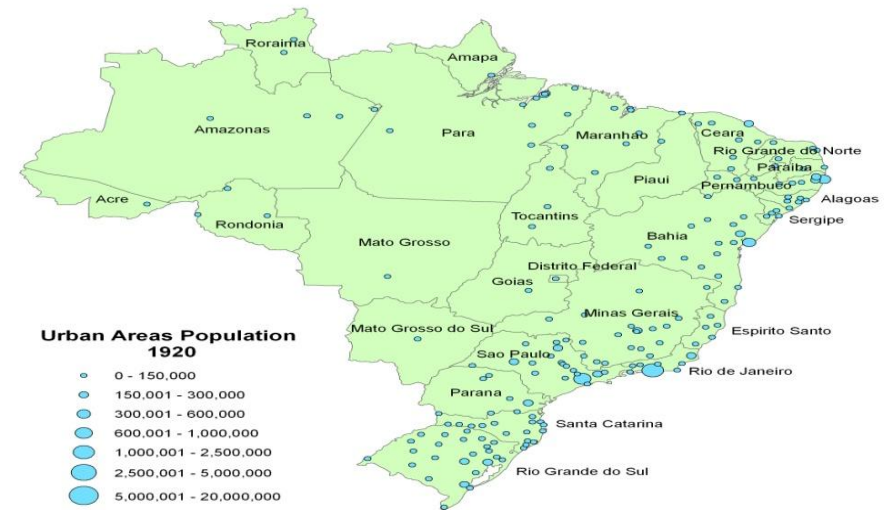 Roraima
Amapa
Amazonas
Para
Maranhao
Ceara
Rio Grande do Norte
Paraiba
Piaui
Pernambuco
Acre
Alagoas
Tocantins
Sergipe
Rondonia
Bahia
Mato Grosso
Distrito Federal
Goias
Minas Gerais
Mato Grosso do Sul
Espirito Santo
Sao Paulo
Rio de Janeiro
Parana
Santa Catarina
Rio Grande do Sul
Urban Areas Population
1920
0 - 150,000
150,001 - 300,000
300,001 - 600,000
600,001 - 1,000,000
1,000,001 - 2,500,000
2,500,001 - 5,000,000
5,000,001 - 20,000,000